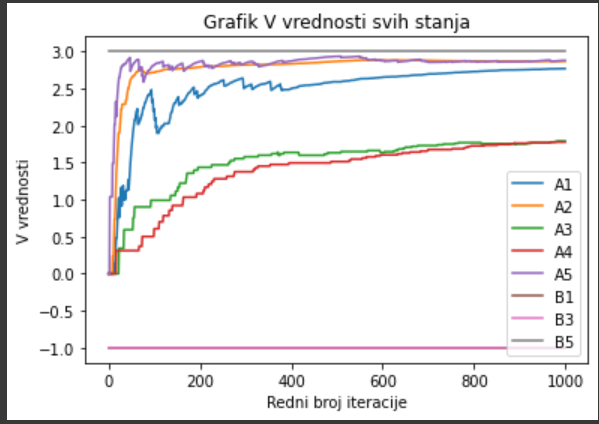 Grafik V vrednosti svih stanja
V vrednosti
3.0
2.5
2.0
1.5
1.0
0.5
0.0
−0.5
−1.0
A1
A2
A3
A4
A5
B1
B3
B5
0 200 400 600 800 1000
Redni broj iteracije